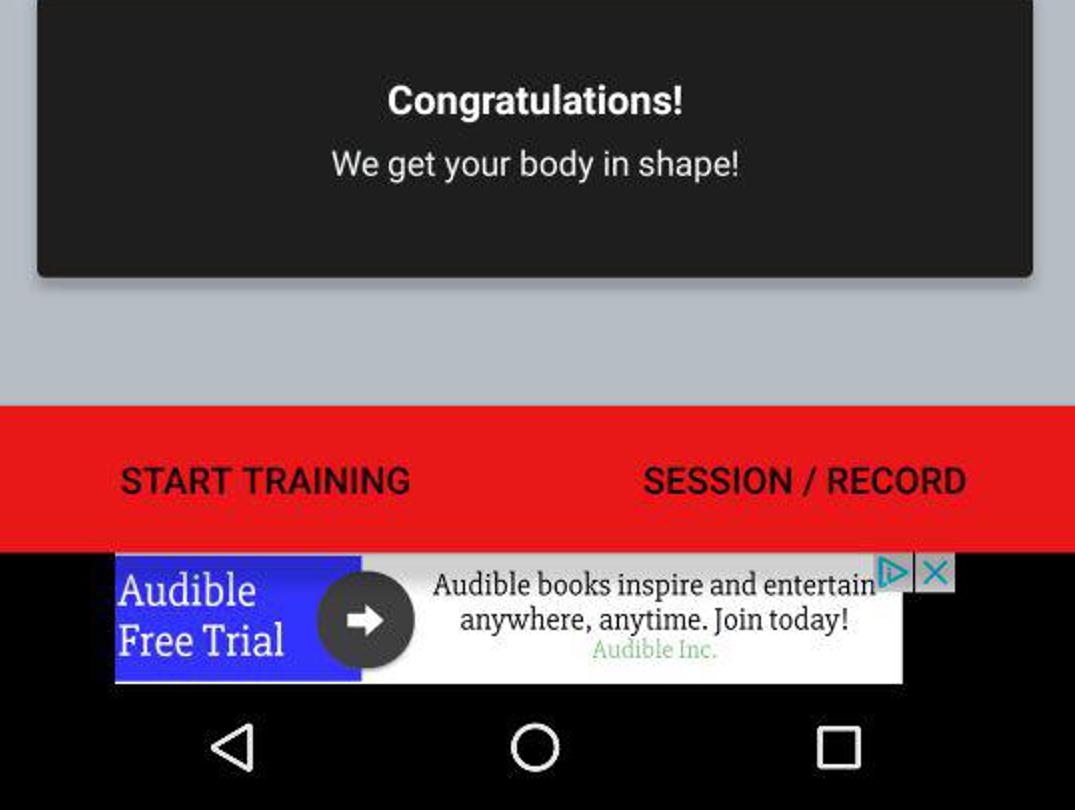 Congratulations!
We get your body in shape!
START TRAINING
SESSION / RECORD
Audible
Free Trial
Audible books inspire and entertain
anywhere, anytime. Join today!
Audible Inc.